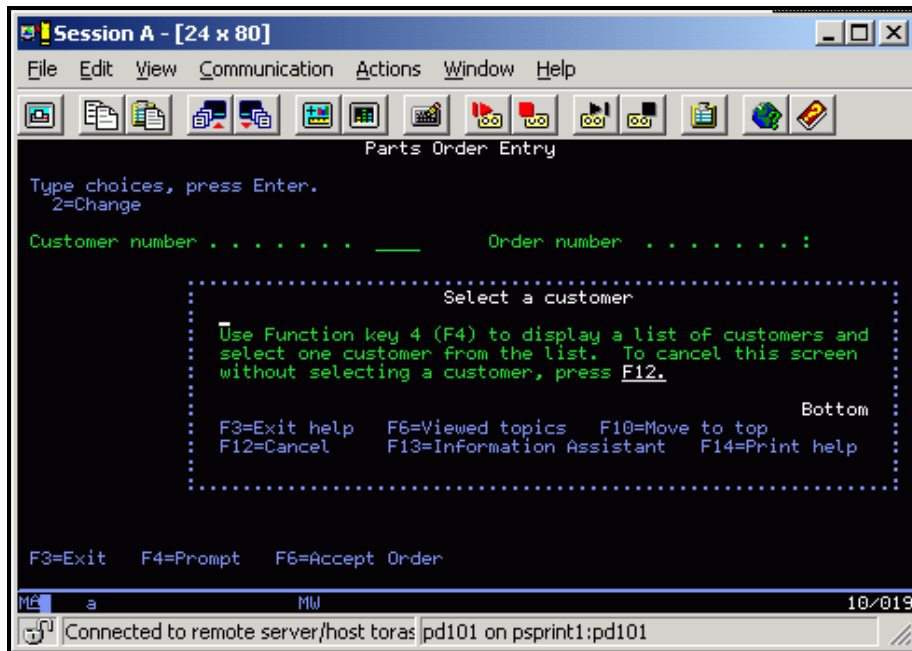 Session A - [24 x 80]
File Edit View Communication Actions Window Help
Parts Order Entry
Type choices, press Enter.
2=Change
Customer number . . . . . . . ____ Order number . . . . . . . :
Select a customer
Use Function key 4 (F4) to display a list of customers and
select one customer from the list. To cancel this screen
without selecting a customer, press F12.
Bottom
F3=Exit help F6=Viewed topics F10=Move to top
F12=Cancel F13=Information Assistant F14=Print help
F3=Exit F4=Prompt F6=Accept Order
a MW 10/019
Connected to remote server/host toras pd101 on psprint1:pd101